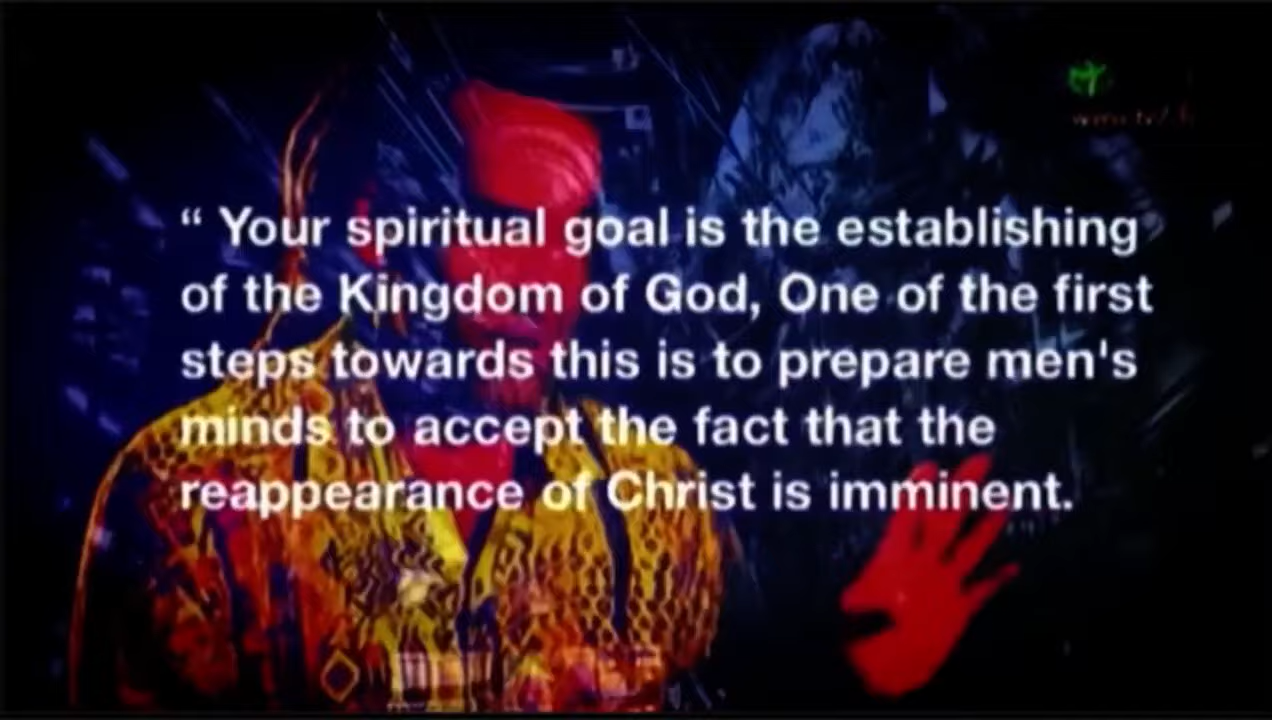 “ Your spiritual goal is the establishing
of the Kingdom of God, One of the first
steps towards this is to prepare men's
minds to accept the fact that the
reappearance of Christ is imminent.